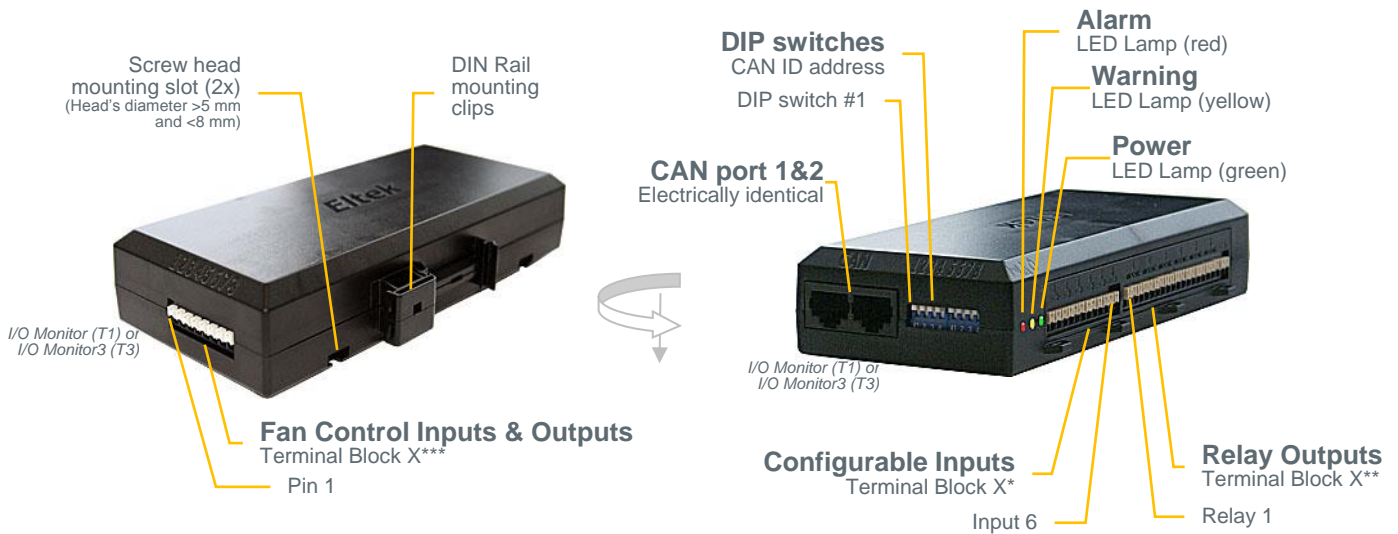 Screw head
mounting slot (2x)
(Head's diameter >5 mm
and <8 mm)
DIN Rail
mounting
clips
Eltek
I/O Monitor (T1) or
I/O Monitor3 (T3)
Fan Control Inputs & Outputs
Terminal Block X***
Pin 1
DIP switches
CAN ID address
DIP switch #1
CAN port 1&2
Electrically identical
Alarm
LED Lamp (red)
Warning
LED Lamp (yellow)
Power
LED Lamp (green)
CAN
I/O Monitor (T1) or
I/O Monitor3 (T3)
Configurable Inputs
Terminal Block X*
Input 6
Relay Outputs
Terminal Block X**
Relay 1